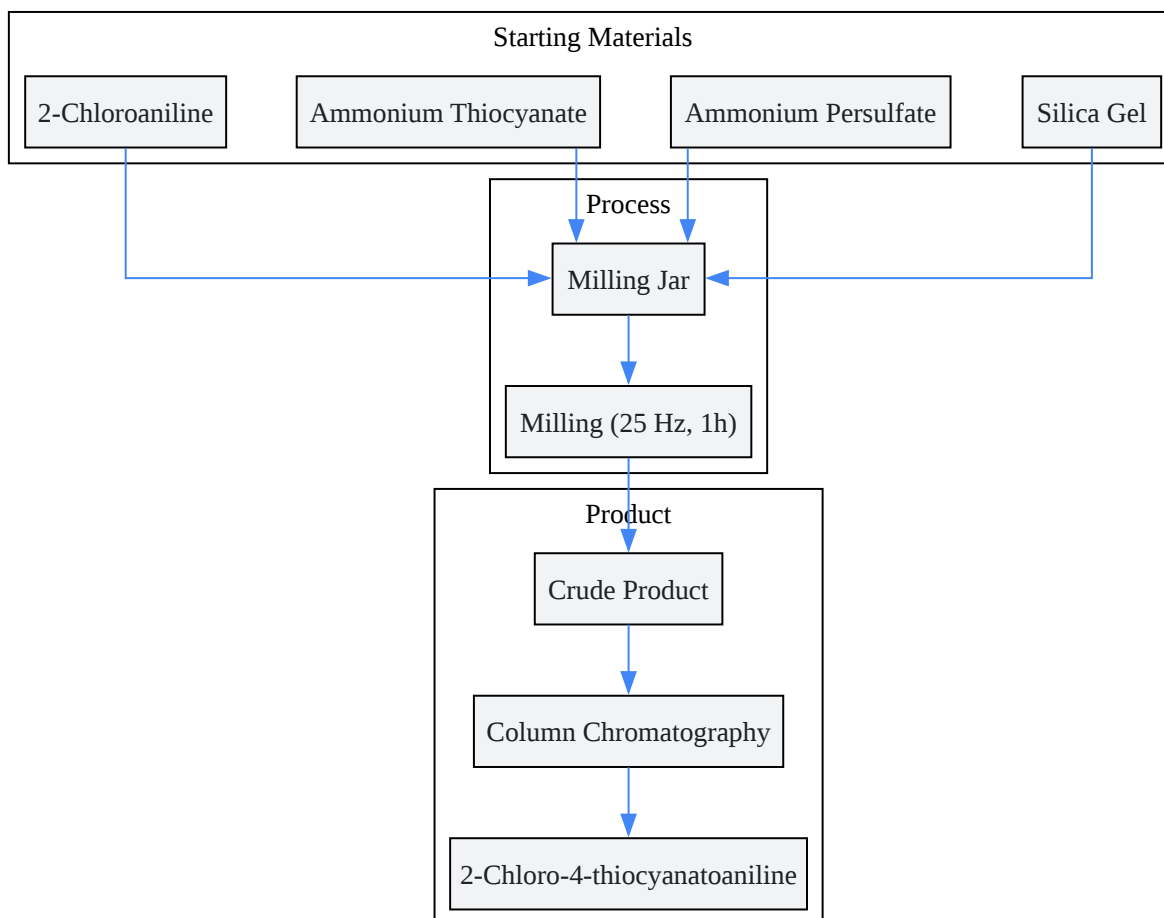 Starting Materials
2-Chloroaniline
Ammonium Thiocyanate
Ammonium Persulfate
Silica Gel
Process
Milling Jar
Milling (25 Hz, 1h)
Product
Crude Product
Column Chromatography
2-Chloro-4-thiocyanatoaniline